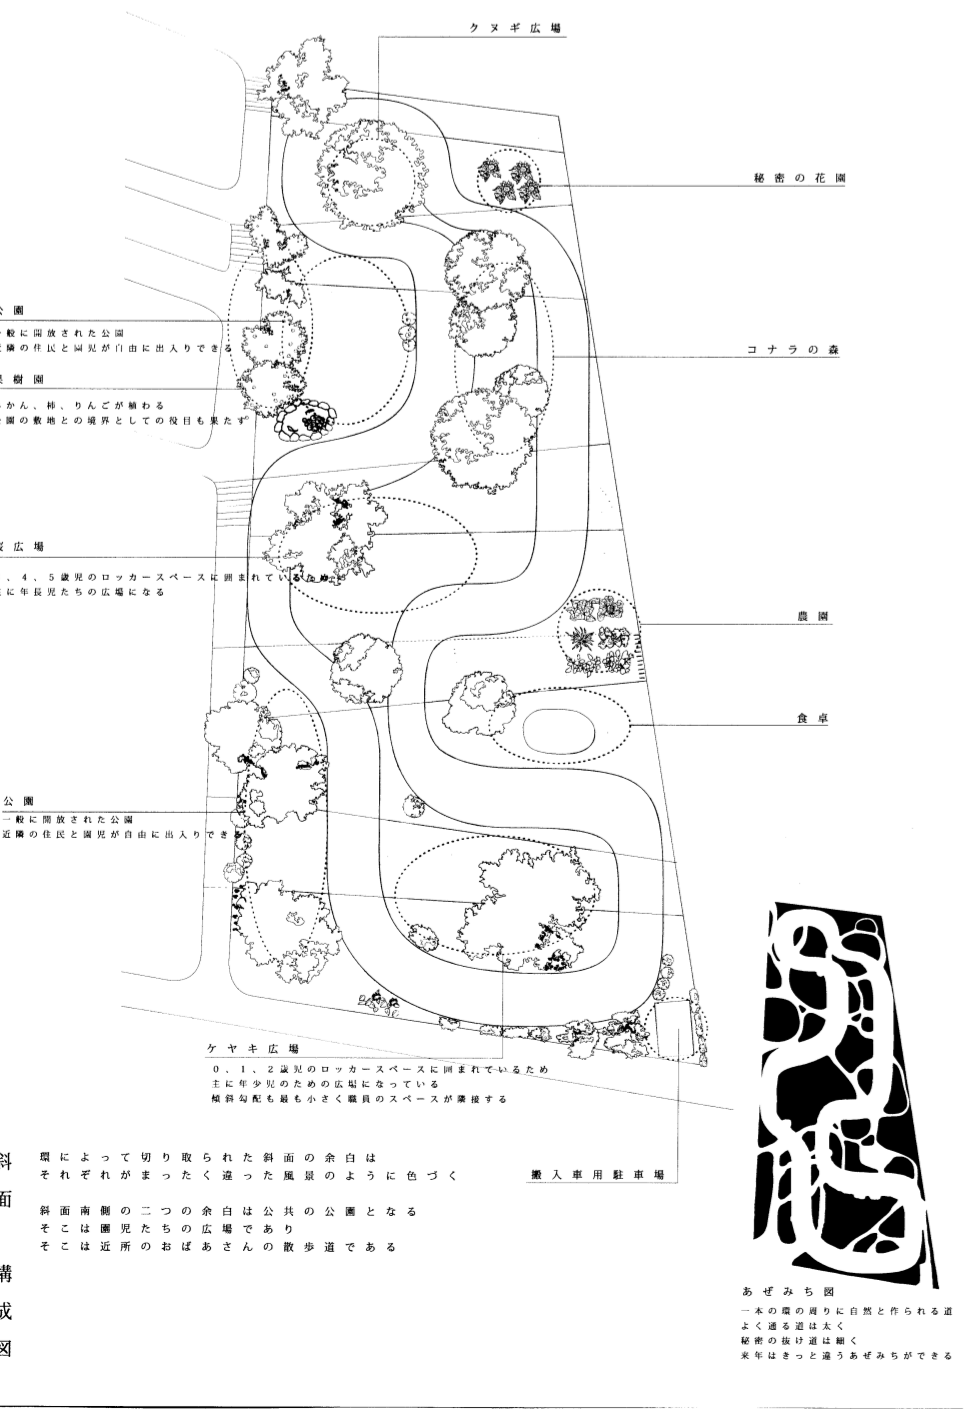 クヌギ広場
秘密の花園
公園
一般に開放された公園
近隣の住民と園児が自由に出入りできる
コナラの森
果樹園
かん、柿、りんごが植わる
園の敷地との境界としての役目も果たす
広場
、4、5歳児のロッカースペースに囲まれているため
に年長児たちの広場になる
農園
食卓
公園
一般に開放された公園
近隣の住民と園児が自由に出入りできる
ケヤキ広場
0、1、2歳児のロッカースペースに囲まれているため
主に年少児のための広場になっている
傾斜勾配も最も小さく職員のスペースが隣接する
搬入車用駐車場
斜面 構成図
環によって切り取られた斜面の余白は
それぞれがまったく違った風景のように色づく
斜面南側の二つの余白は公共の公園となる
そこは園児たちの広場であり
そこは近所のおばあさんの散歩道である
あぜみち図
一本の環の周りに自然と作られる道
よく通る道は太く
秘密の抜け道は細く
来年はきっと違うあぜみちができる